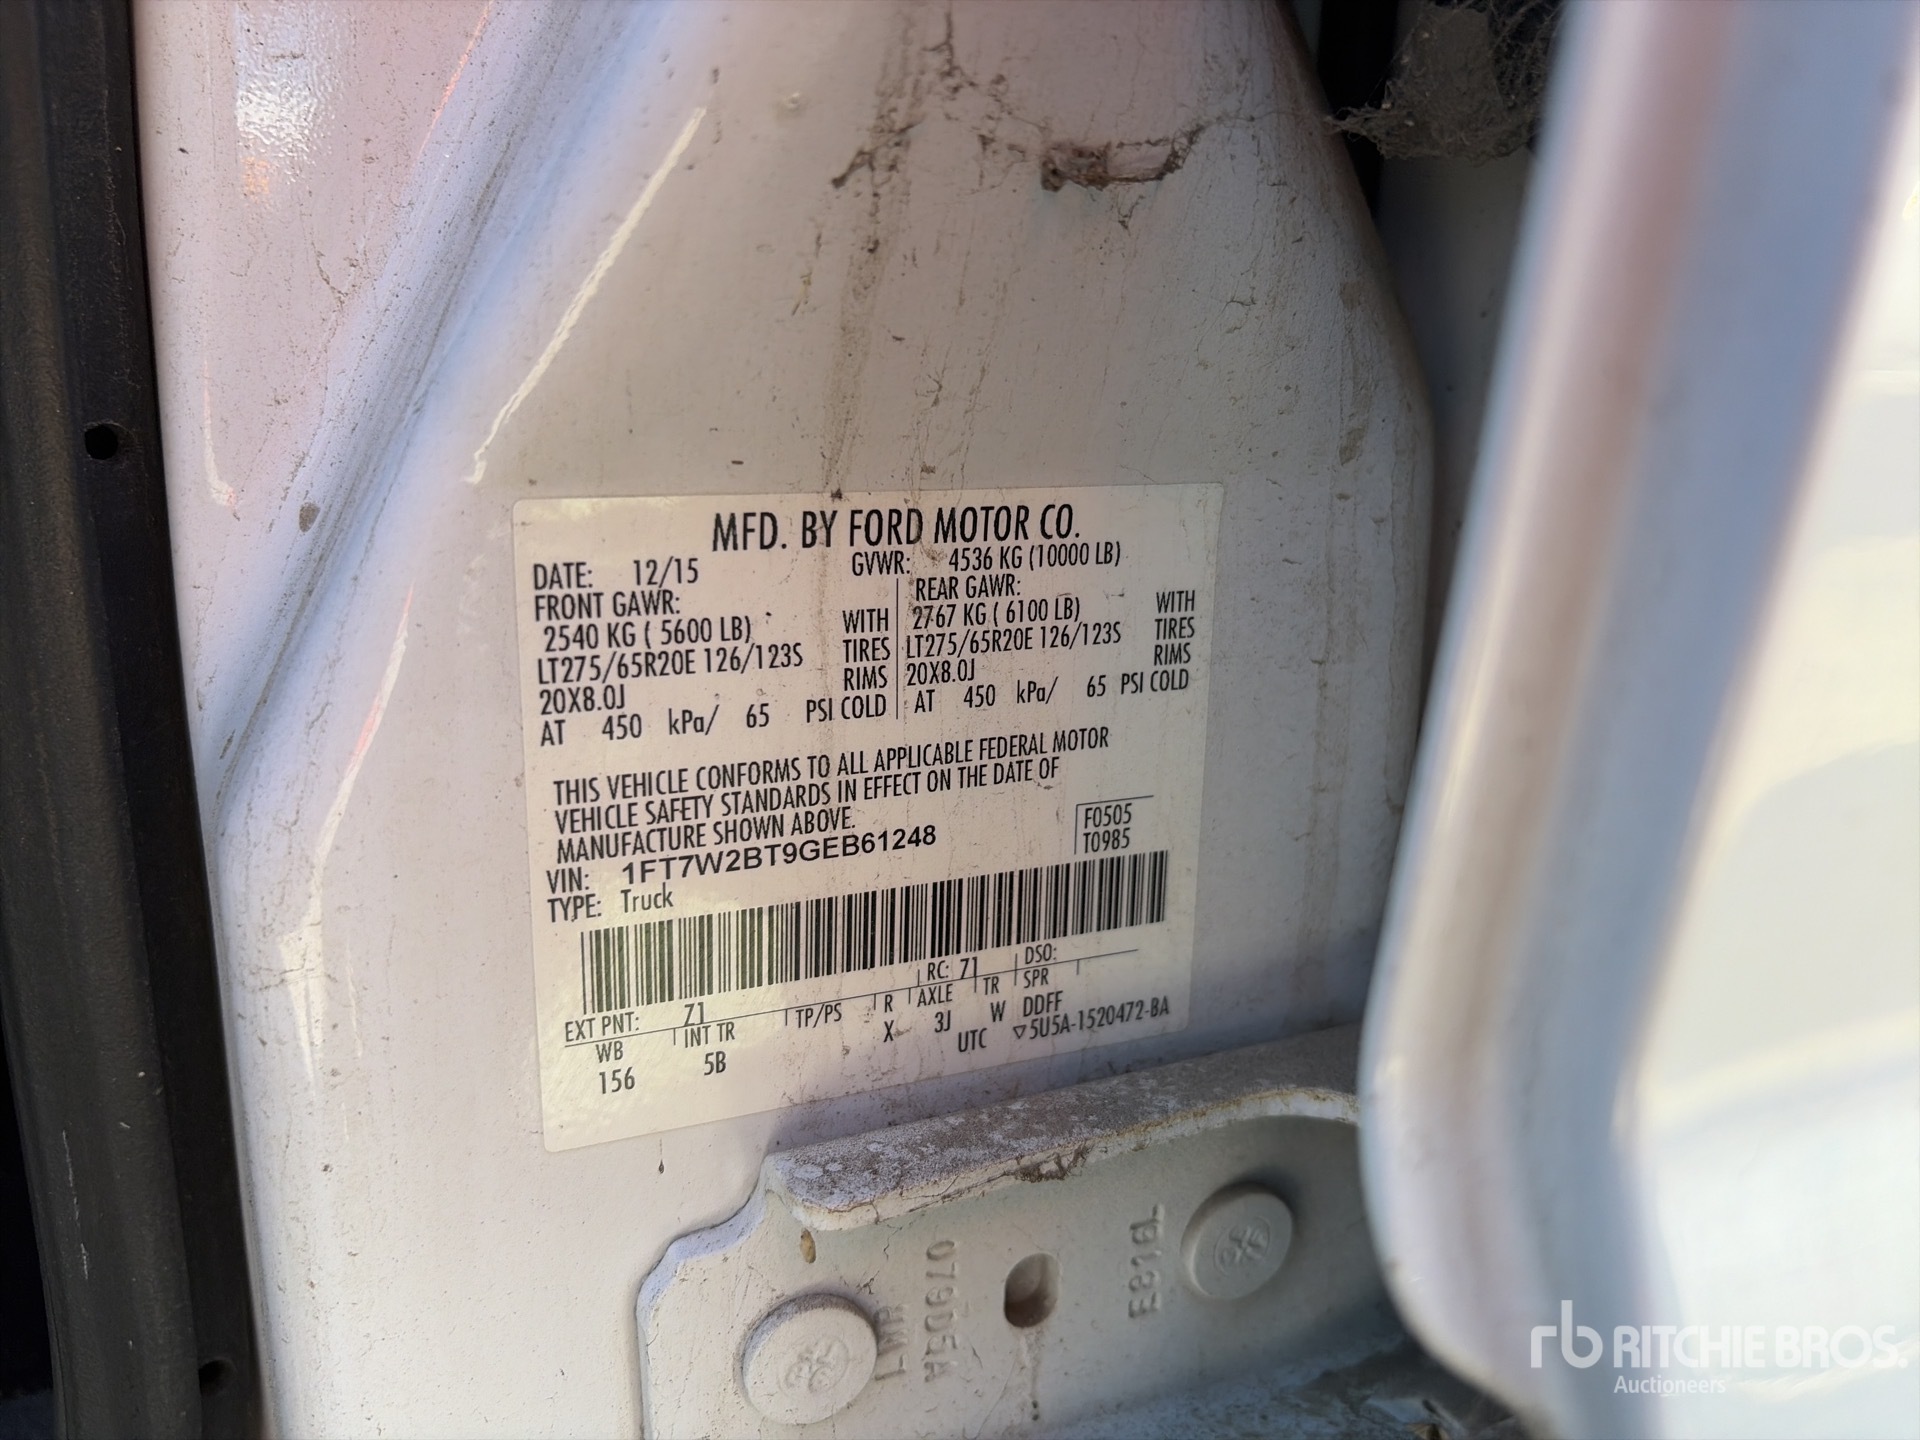 MFD. BY FORD MOTOR CO.
DATE: 12/15 GVWR: 4536 KG (10000 LB)
FRONT GAWR: REAR GAWR:
2540 KG ( 5600 LB) WITH 2767 KG ( 6100 LB) WITH
LT275/65R20E 126/123S TIRES LT275/65R20E 126/123S TIRES
20X8.0J RIMS 20X8.0J RIMS
AT 450 kPa/ 65 PSI COLD AT 450 kPa/ 65 PSI COLD
THIS VEHICLE CONFORMS TO ALL APPLICABLE FEDERAL MOTOR
VEHICLE SAFETY STANDARDS IN EFFECT ON THE DATE OF
MANUFACTURE SHOWN ABOVE.
F0505
T0985
VIN: 1FT7W2BT9GEB61248
TYPE: Truck
EXT PNT: Z1 RC: 71 DSO:
WB INT TR TP/PS R AXLE TR SPR
156 5B X 3J W DDFF
UTC ▽5U5A-1520472-BA
LWR
079D5A
E816L
rb RITCHIE BROS.
Auctioneers